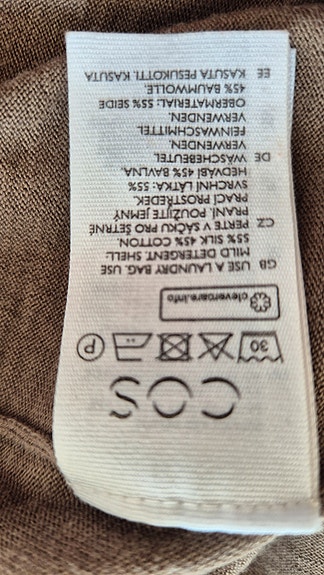 COS
30 P
clevercare.info
GB USE A LAUNDRY BAG. USE
MILD DETERGENT. SHELL:
55% SILK 45% COTTON
CZ PERTE V SÁČKU PRO ŠETRNÉ
PRANÍ. POUŽIJTE JEMNÝ
PRACÍ PROSTŘEDEK.
SVRCHNÍ LÁTKA: 55%
HEDVÁBÍ 45% BAVLNA.
DE WÄSCHEBEUTEL
VERWENDEN.
FEINWASCHMITTEL
VERWENDEN.
OBERMATERIAL: 55% SEIDE
45% BAUMWOLLE.
EE KASUTA PESUKOTTI. KASUTA